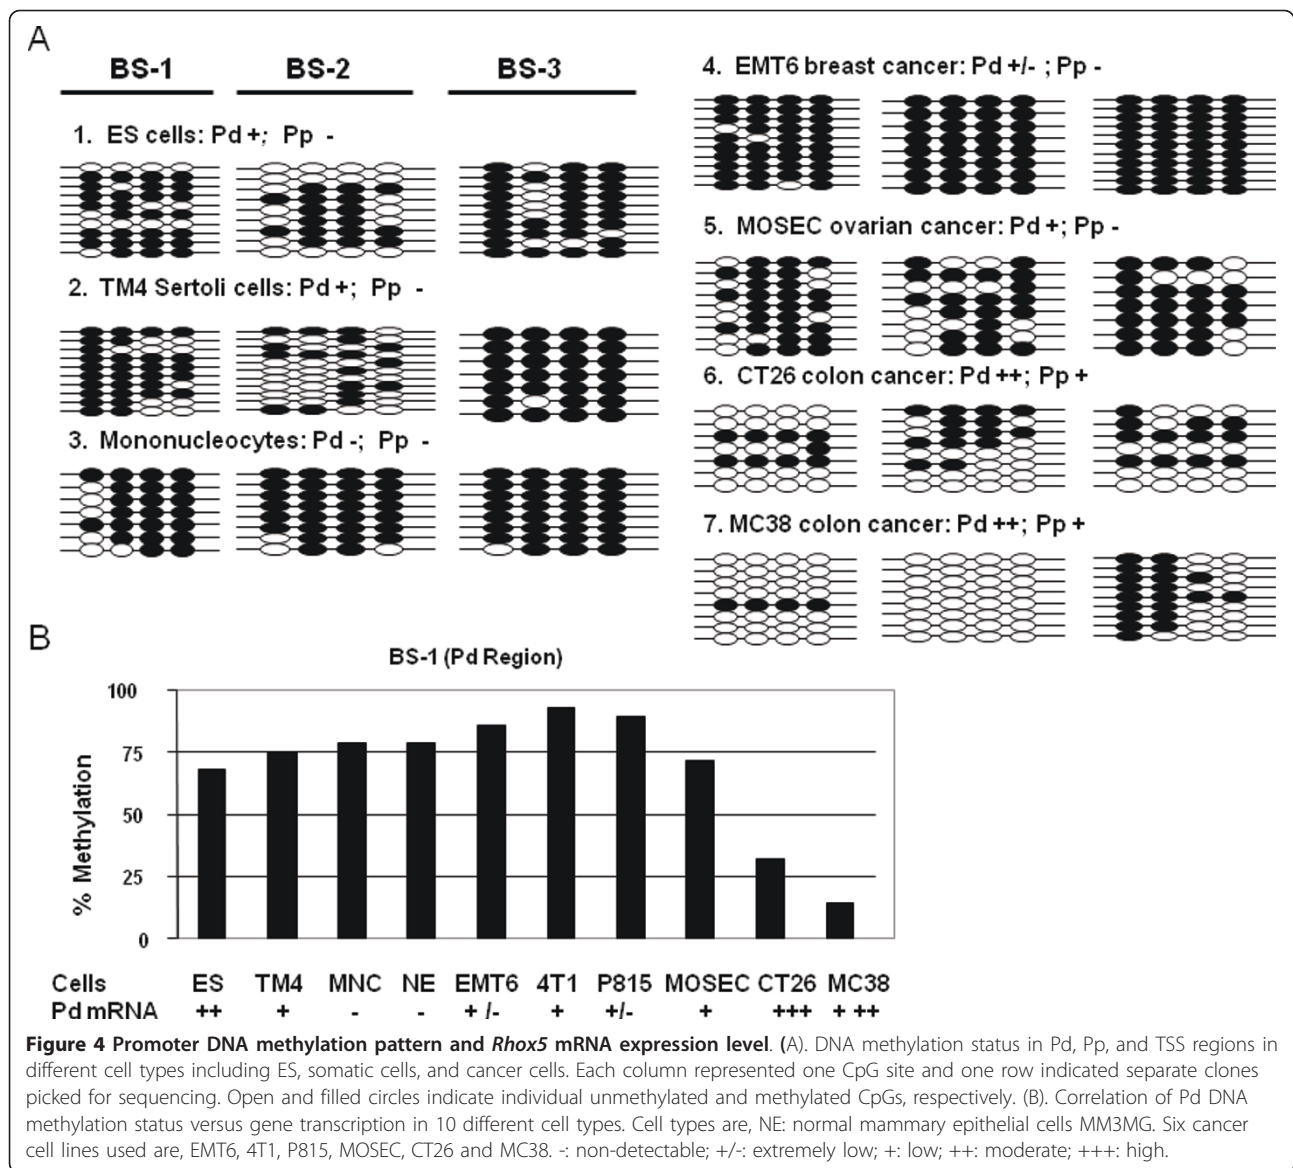 A
BS-1 BS-2 BS-3
1. ES cells: Pd +; Pp -
2. TM4 Sertoli cells: Pd +; Pp -
3. Mononucleocytes: Pd -; Pp -
4. EMT6 breast cancer: Pd +/- ; Pp -
5. MOSEC ovarian cancer: Pd +; Pp -
6. CT26 colon cancer: Pd ++; Pp +
7. MC38 colon cancer: Pd ++; Pp +
B
BS-1 (Pd Region)
% Methylation
100
75
50
25
0
Cells ES TM4 MNC NE EMT6 4T1 P815 MOSEC CT26 MC38
Pd mRNA ++ + - - + /- + +/- + +++ + ++
Figure 4 Promoter DNA methylation pattern and Rhox5 mRNA expression level. (A). DNA methylation status in Pd, Pp, and TSS regions in
different cell types including ES, somatic cells, and cancer cells. Each column represented one CpG site and one row indicated separate clones
picked for sequencing. Open and filled circles indicate individual unmethylated and methylated CpGs, respectively. (B). Correlation of Pd DNA
methylation status versus gene transcription in 10 different cell types. Cell types are, NE: normal mammary epithelial cells MM3MG. Six cancer
cell lines used are, EMT6, 4T1, P815, MOSEC, CT26 and MC38. -: non-detectable; +/-: extremely low; +: low; ++: moderate; +++: high.